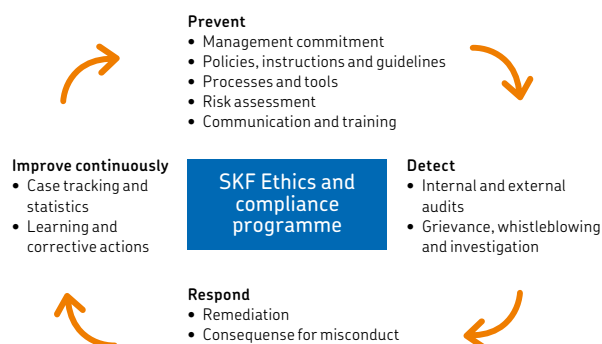 Prevent
• Management commitment
• Policies, instructions and guidelines
• Processes and tools
• Risk assessment
• Communication and training
Improve continuously
• Case tracking and
statistics
• Learning and
corrective actions
SKF Ethics and
compliance
programme
Detect
• Internal and external
audits
• Grievance, whistleblowing
and investigation
Respond
• Remediation
• Consequense for misconduct